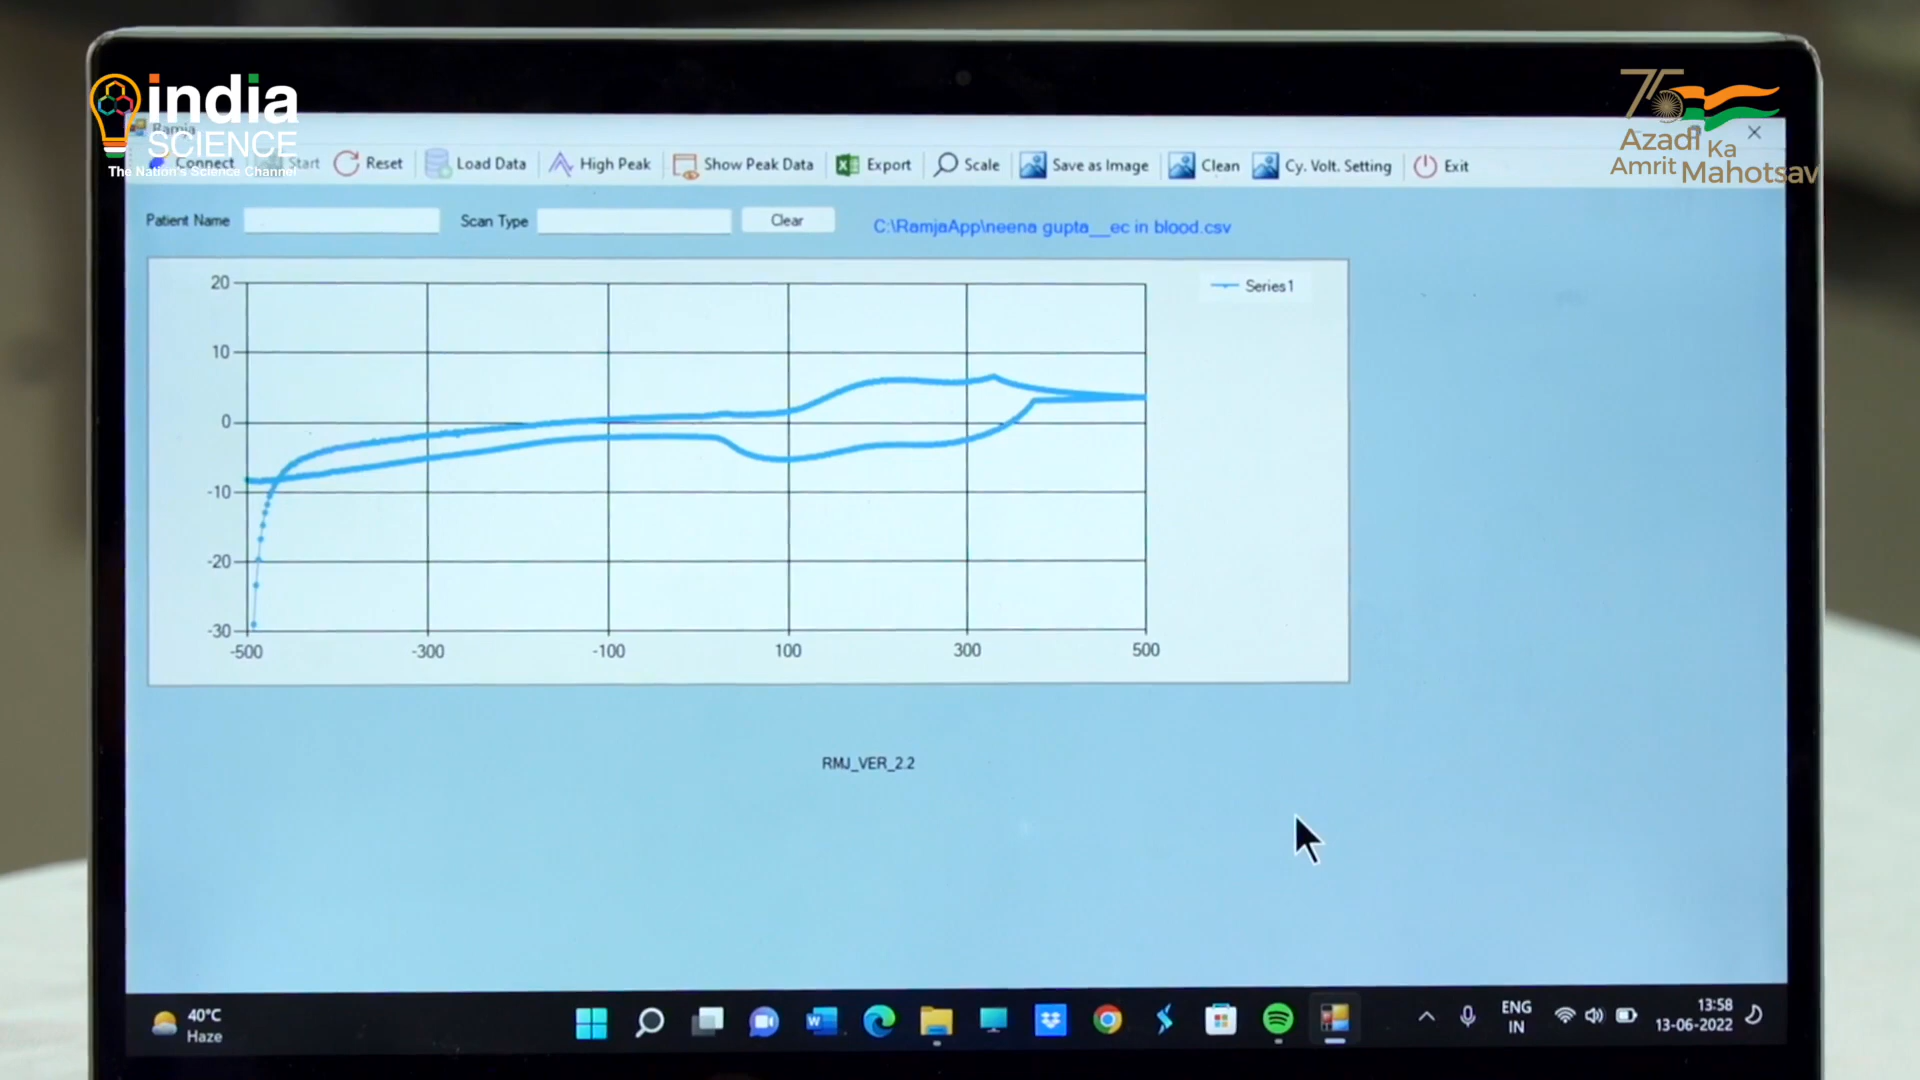 india
SCIENCE
The Nation's Science Channel
75
Azadi Ka
Amrit Mahotsav
Ramja
Connect Start Reset Load Data High Peak Show Peak Data Export Scale Save as Image Clean Cy. Volt. Setting Exit
Patient Name Scan Type Clear C:\RamjaApp\neena gupta__ec in blood.csv
Series1
20
10
0
-10
-20
-30
-500 -300 -100 100 300 500
RMJ_VER_2.2
40°C
Haze
W
ENG
IN
13:58
13-06-2022